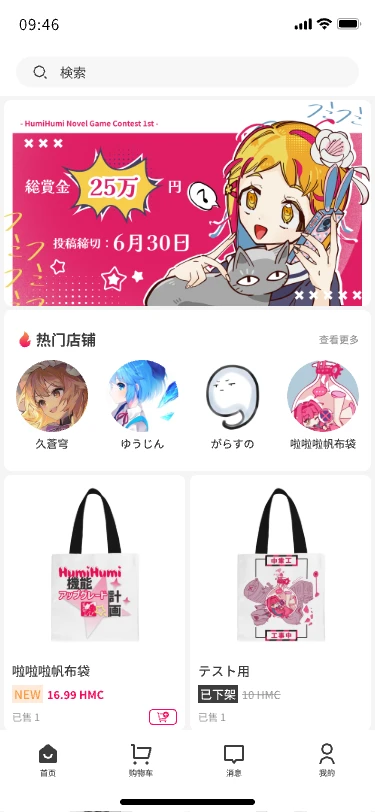 09:46
検索
- HumiHumi Novel Game Contest 1st -
総賞金 25万 円
投稿締切：6月30日
热门店铺
查看更多
久蒼穹
ゆうじん
がらすの
啦啦啦帆布袋
HumiHumi
機能
アップグレード計画
中重工
工事中
啦啦啦帆布袋
NEW 16.99 HMC
已售 1
テスト用
已下架 10 HMC
已售 1
首页
购物车
消息
我的